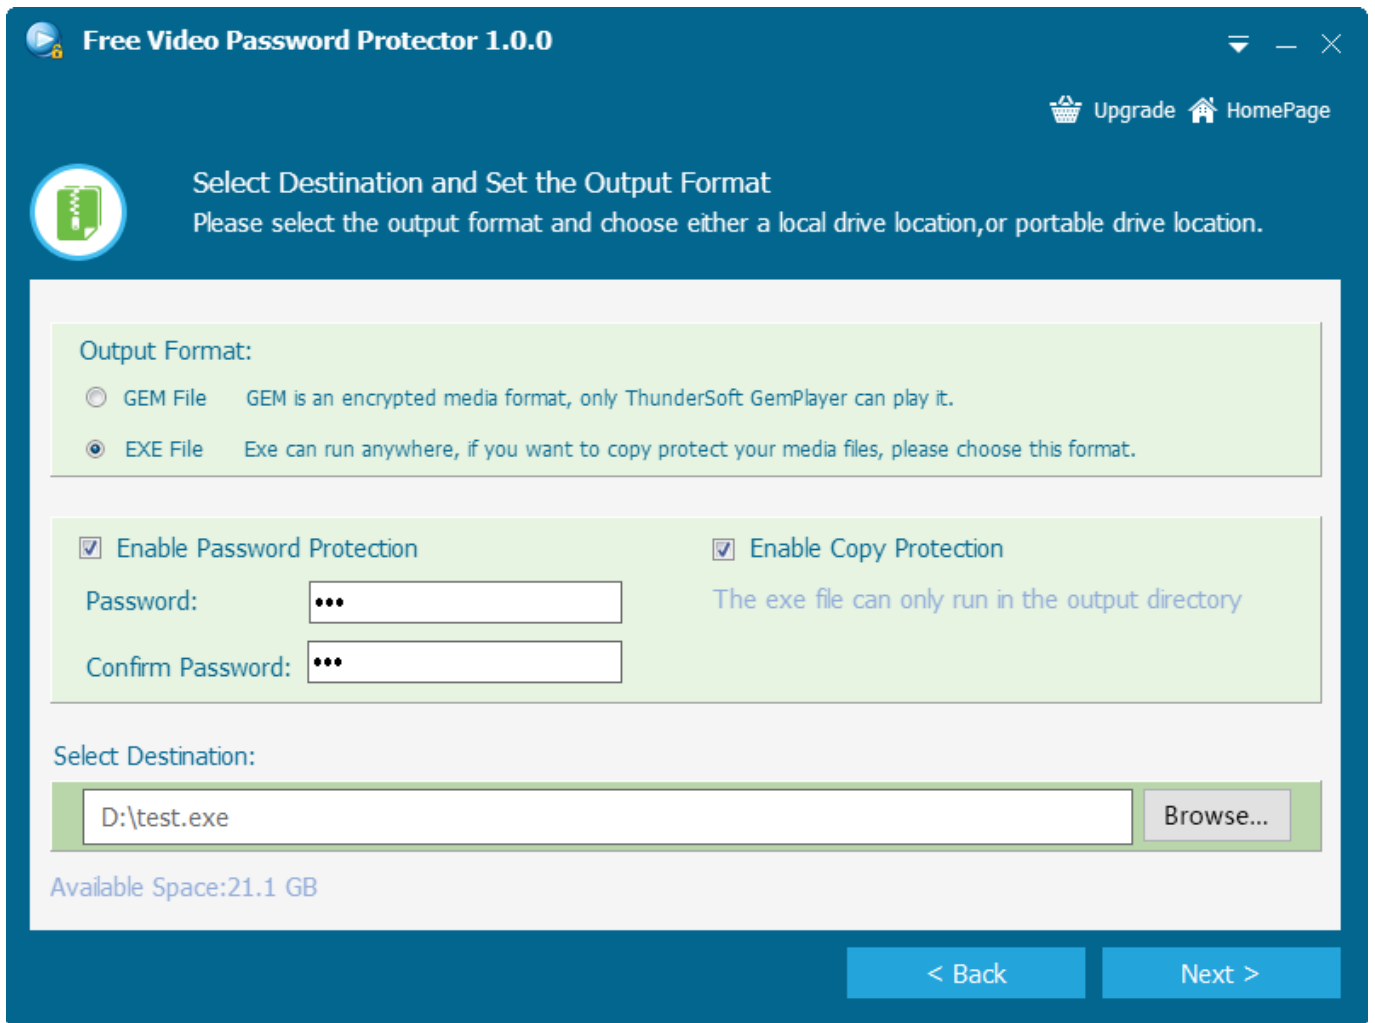 Free Video Password Protector 1.0.0
Upgrade HomePage
Select Destination and Set the Output Format
Please select the output format and choose either a local drive location,or portable drive location.
Output Format:
GEM File GEM is an encrypted media format, only ThunderSoft GemPlayer can play it.
EXE File Exe can run anywhere, if you want to copy protect your media files, please choose this format.
Enable Password Protection Enable Copy Protection
Password: ••• The exe file can only run in the output directory
Confirm Password: •••
Select Destination:
D:\test.exe Browse...
Available Space:21.1 GB
< Back Next >